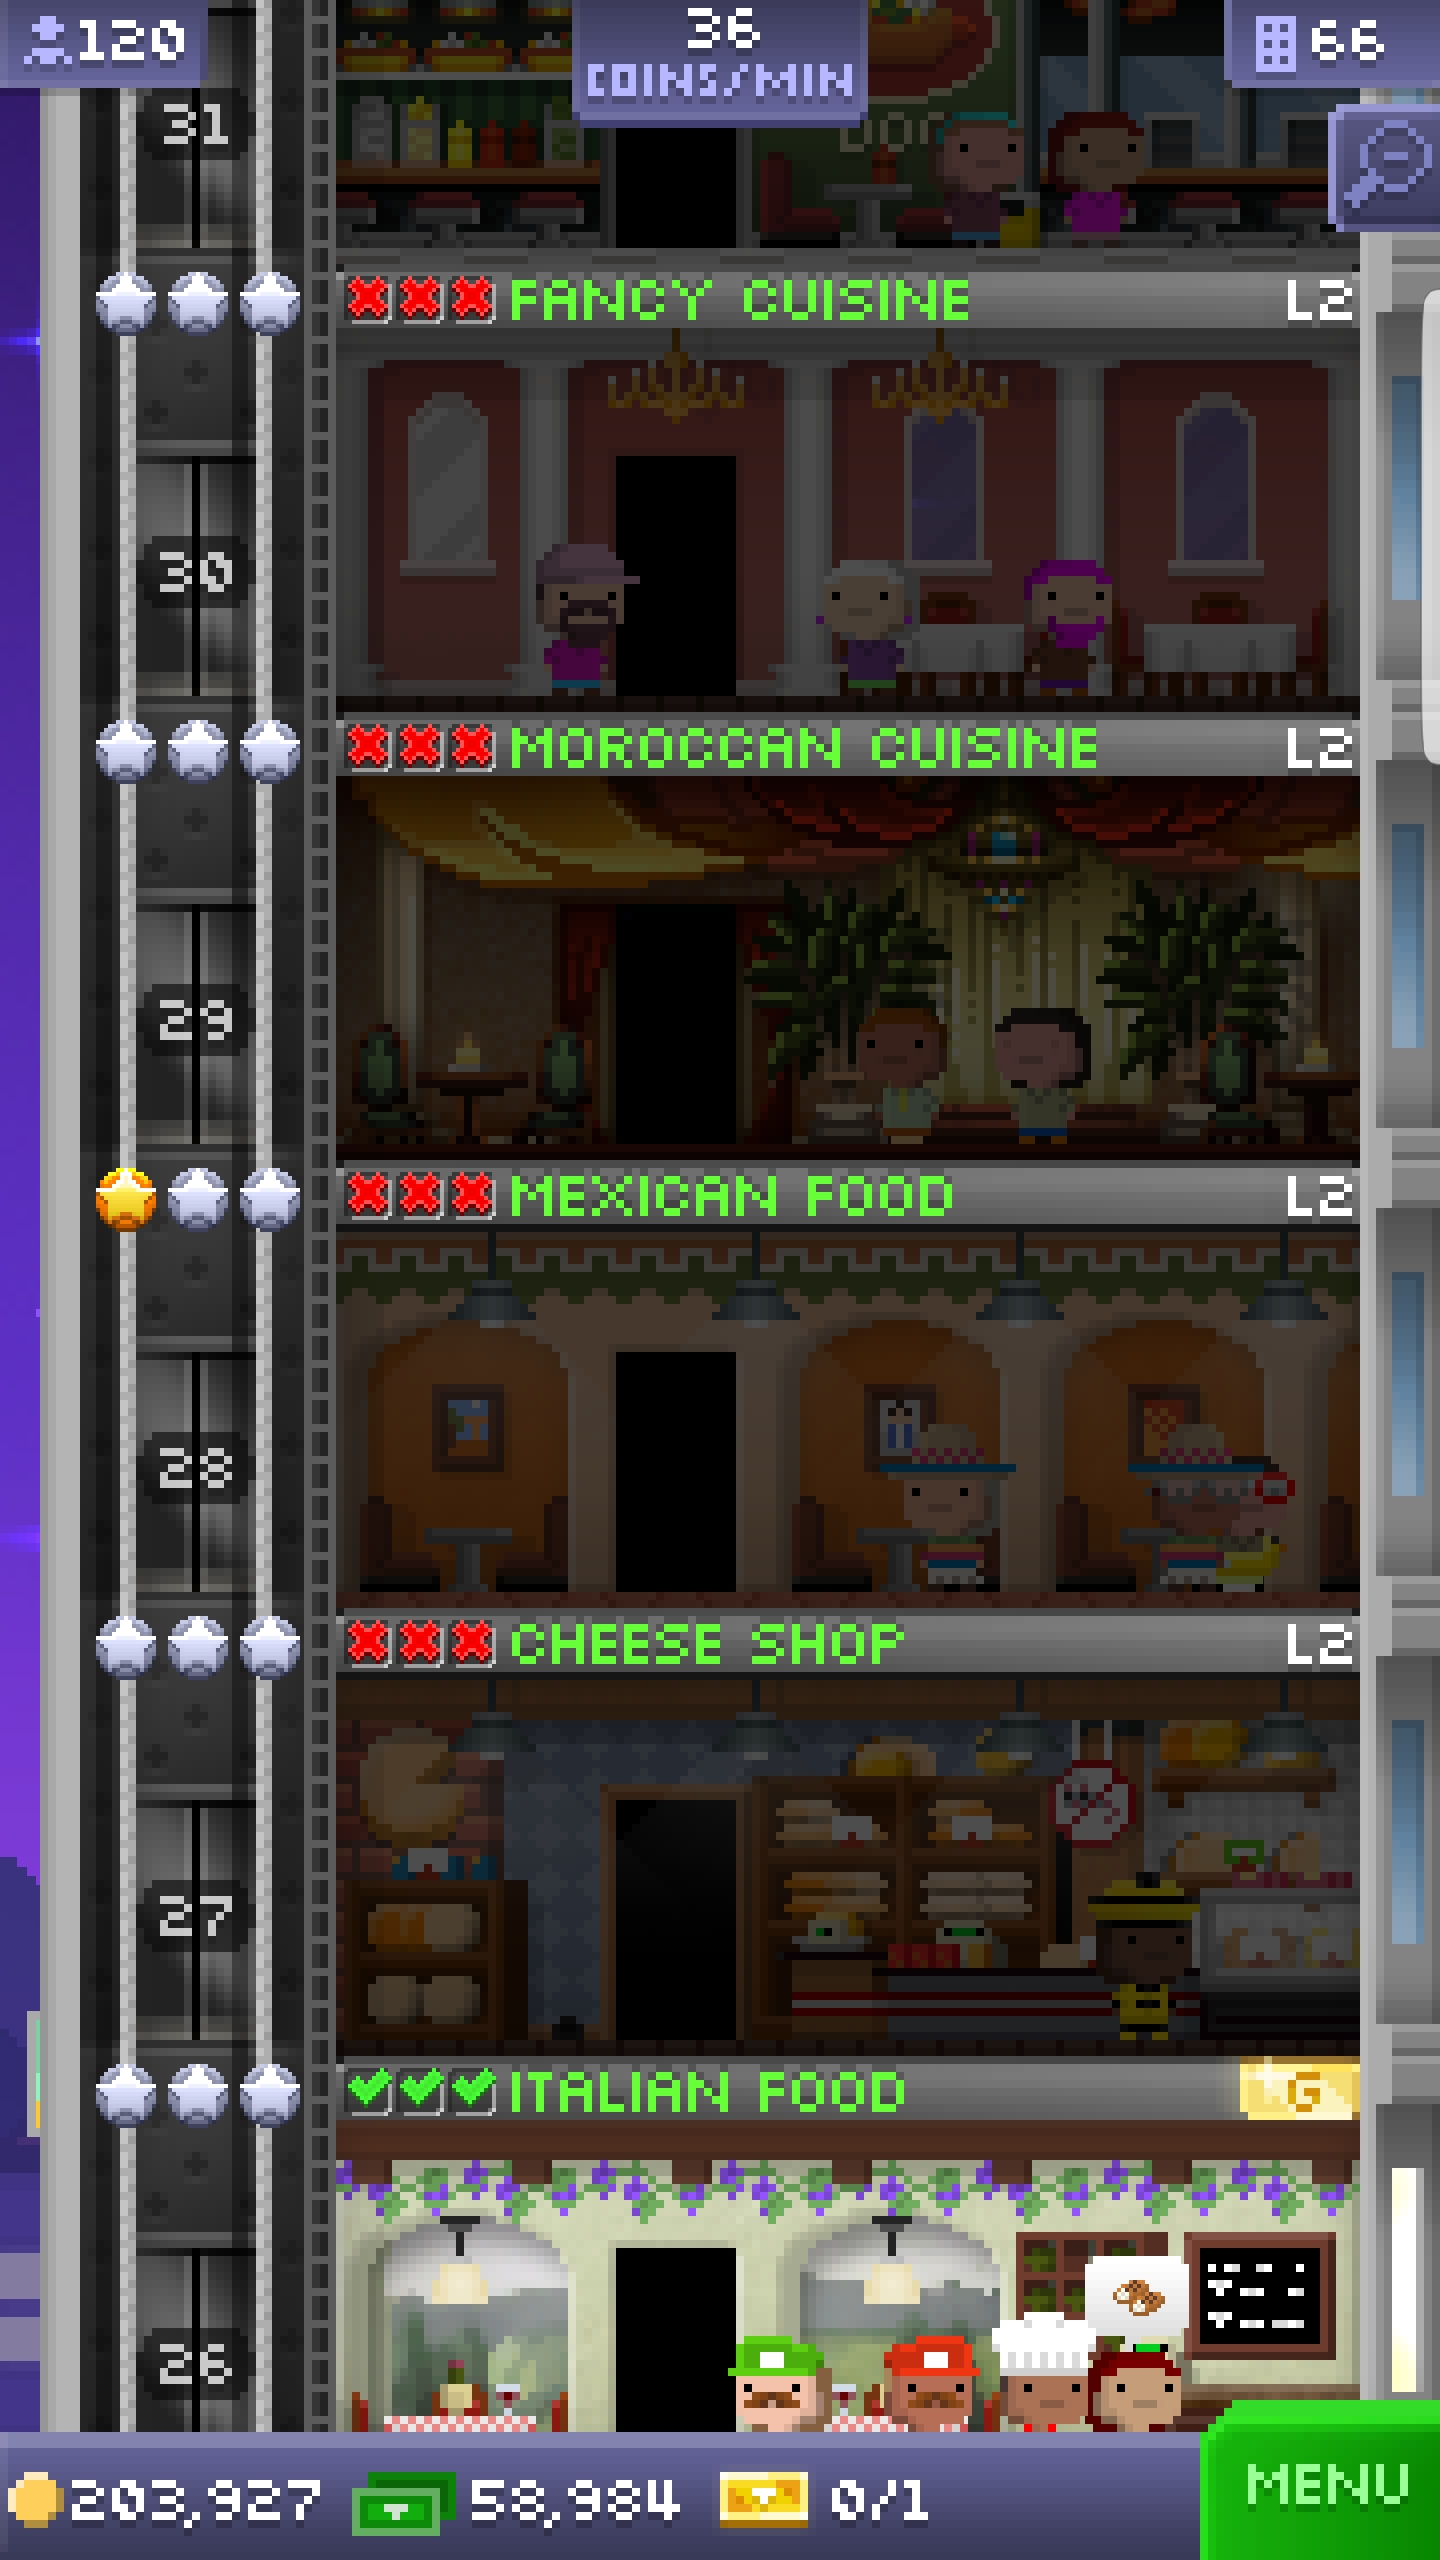 120
36
COINS/MIN
66
31
FANCY CUISINE L2
30
MOROCCAN CUISINE L2
29
MEXICAN FOOD L2
28
CHEESE SHOP L2
27
ITALIAN FOOD G
26
203,927 58,984 0/1 MENU